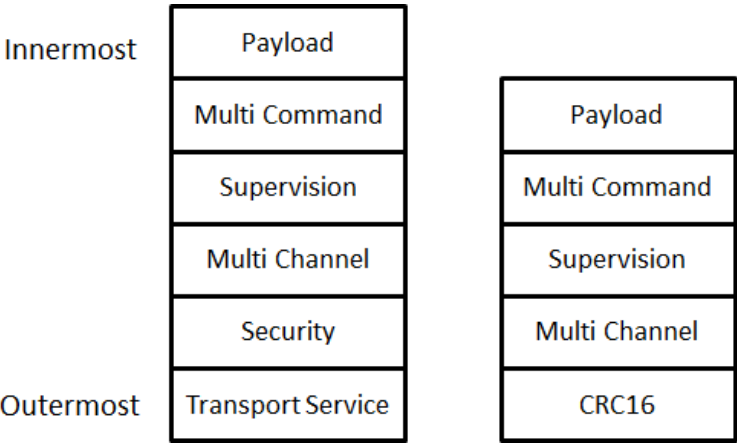 Innermost
Payload
Multi Command
Supervision
Multi Channel
Security
Transport Service
Outermost
Payload
Multi Command
Supervision
Multi Channel
CRC16